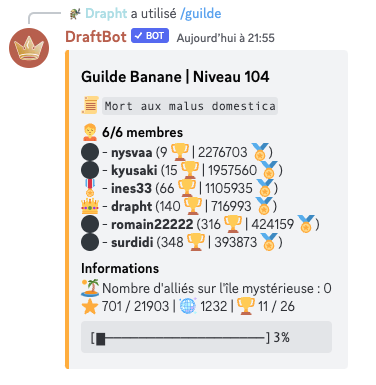 Drapht a utilisé /guilde
DraftBot ✓ BOT Aujourd'hui à 21:55
Guilde Banane | Niveau 104
Mort aux malus domestica
6/6 membres
- nysvaa (9 🏆 | 2276703 🏅)
- kyusaki (15 🏆 | 1957560 🏅)
- ines33 (66 🏆 | 1105935 🏅)
- drapht (140 🏆 | 716993 🏅)
- romain22222 (316 🏆 | 424159 🏅)
- surdidi (348 🏆 | 393873 🏅)
Informations
Nombre d'alliés sur l'île mystérieuse : 0
701 / 21903 | 1232 | 🏆 11 / 26
[■────────────────────]3%